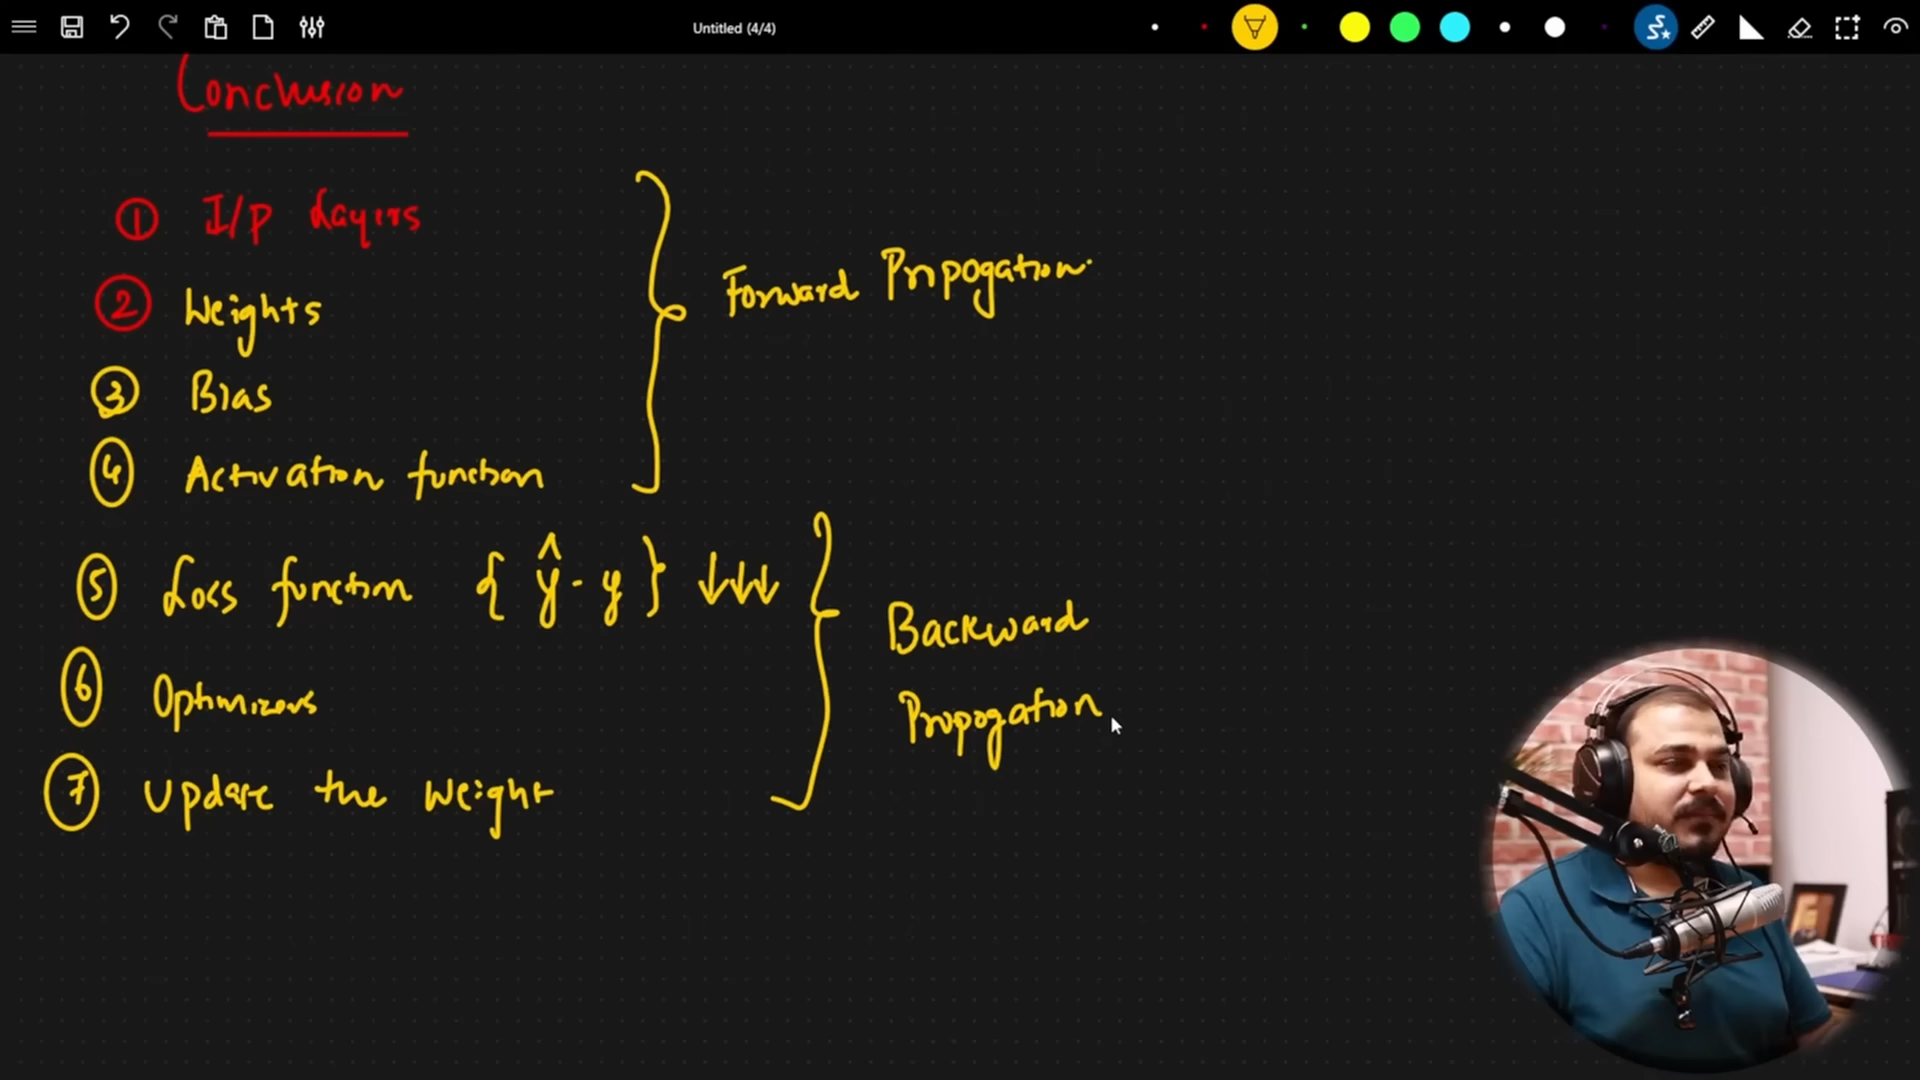 Untitled (4/4)
Conclusion
① I/P Layers
② Weights
③ Bias
④ Activation function
Forward Propogation
⑤ Loss function { ŷ - y } ↓↓↓
⑥ Optimizers
⑦ Update the weight
Backward
Propogation